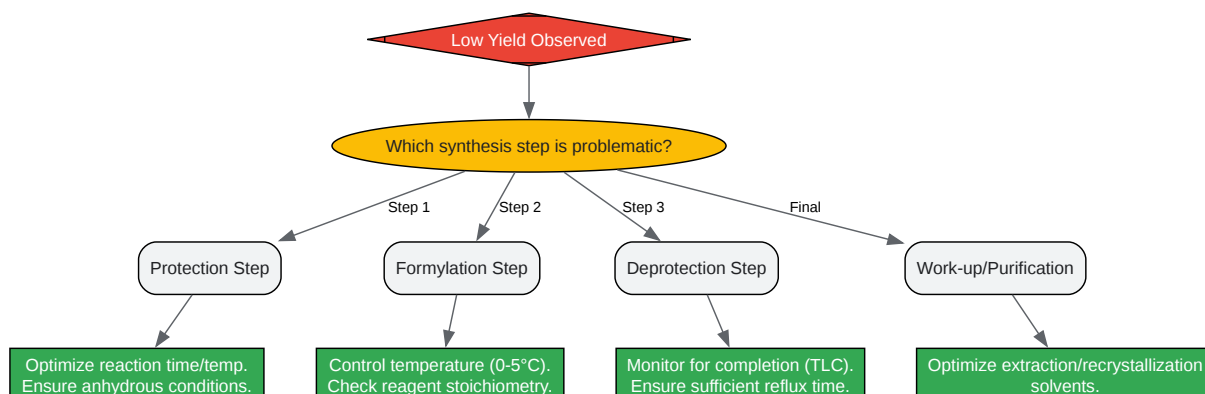 Low Yield Observed
Which synthesis step is problematic?
Step 1
Step 2
Step 3
Final
Protection Step
Formylation Step
Deprotection Step
Work-up/Purification
Optimize reaction time/temp.
Ensure anhydrous conditions.
Control temperature (0-5°C).
Check reagent stoichiometry.
Monitor for completion (TLC).
Ensure sufficient reflux time.
Optimize extraction/recrystallization
solvents.